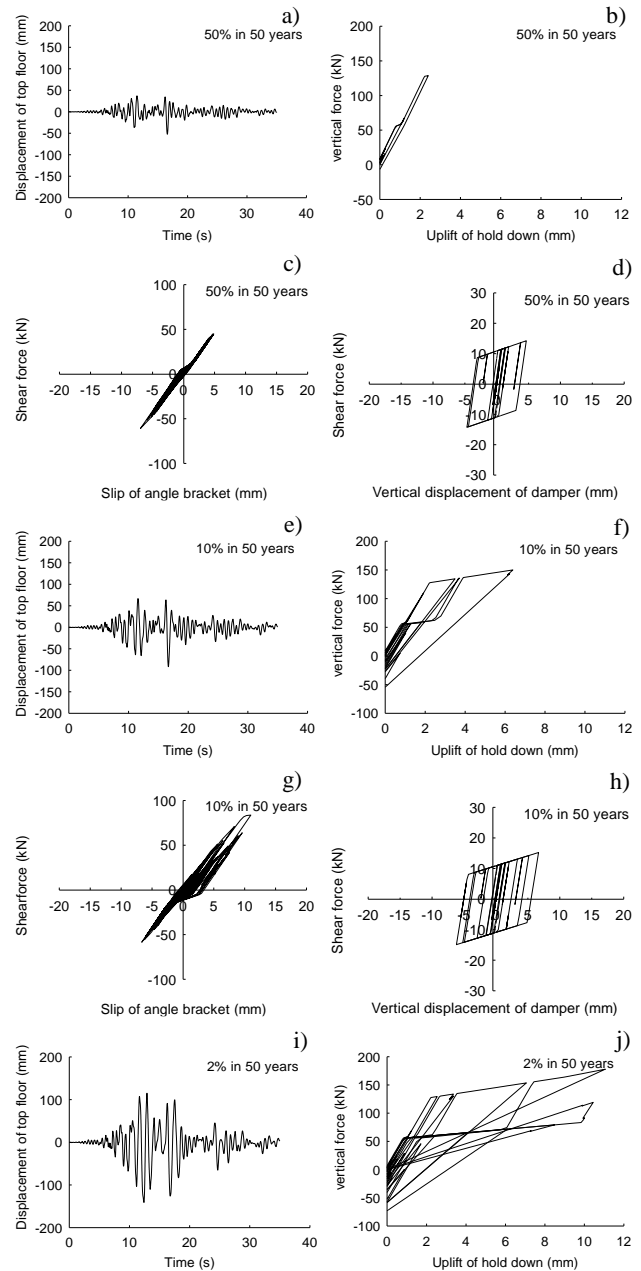 a)
50% in 50 years
Displacement of top floor (mm)
200
150
100
50
0
-50
-100
-150
-200
0 10 20 30 40
Time (s)
b)
50% in 50 years
vertical force (kN)
200
150
100
50
0
-50
0 2 4 6 8 10 12
Uplift of hold down (mm)
c)
50% in 50 years
Shear force (kN)
100
50
0
-50
-100
-20 -15 -10 -5 0 5 10 15 20
Slip of angle bracket (mm)
d)
50% in 50 years
Shear force (kN)
30
20
10
0
-10
-20
-30
-20 -15 -10 -5 0 5 10 15 20
Vertical displacement of damper (mm)
e)
10% in 50 years
Displacement of top floor (mm)
200
150
100
50
0
-50
-100
-150
-200
0 10 20 30 40
Time (s)
f)
10% in 50 years
vertical force (kN)
200
150
100
50
0
-50
-100
0 2 4 6 8 10 12
Uplift of hold down (mm)
g)
10% in 50 years
Shearforce (kN)
100
50
0
-50
-100
-20 -15 -10 -5 0 5 10 15 20
Slip of angle bracket (mm)
h)
10% in 50 years
Shear force (kN)
30
20
10
0
-10
-20
-30
-20 -15 -10 -5 0 5 10 15 20
Vertical displacement of damper (mm)
i)
2% in 50 years
Displacement of top floor (mm)
200
150
100
50
0
-50
-100
-150
-200
0 10 20 30 40
Time (s)
j)
2% in 50 years
vertical force (kN)
200
150
100
50
0
-50
-100
0 2 4 6 8 10 12
Uplift of hold down (mm)